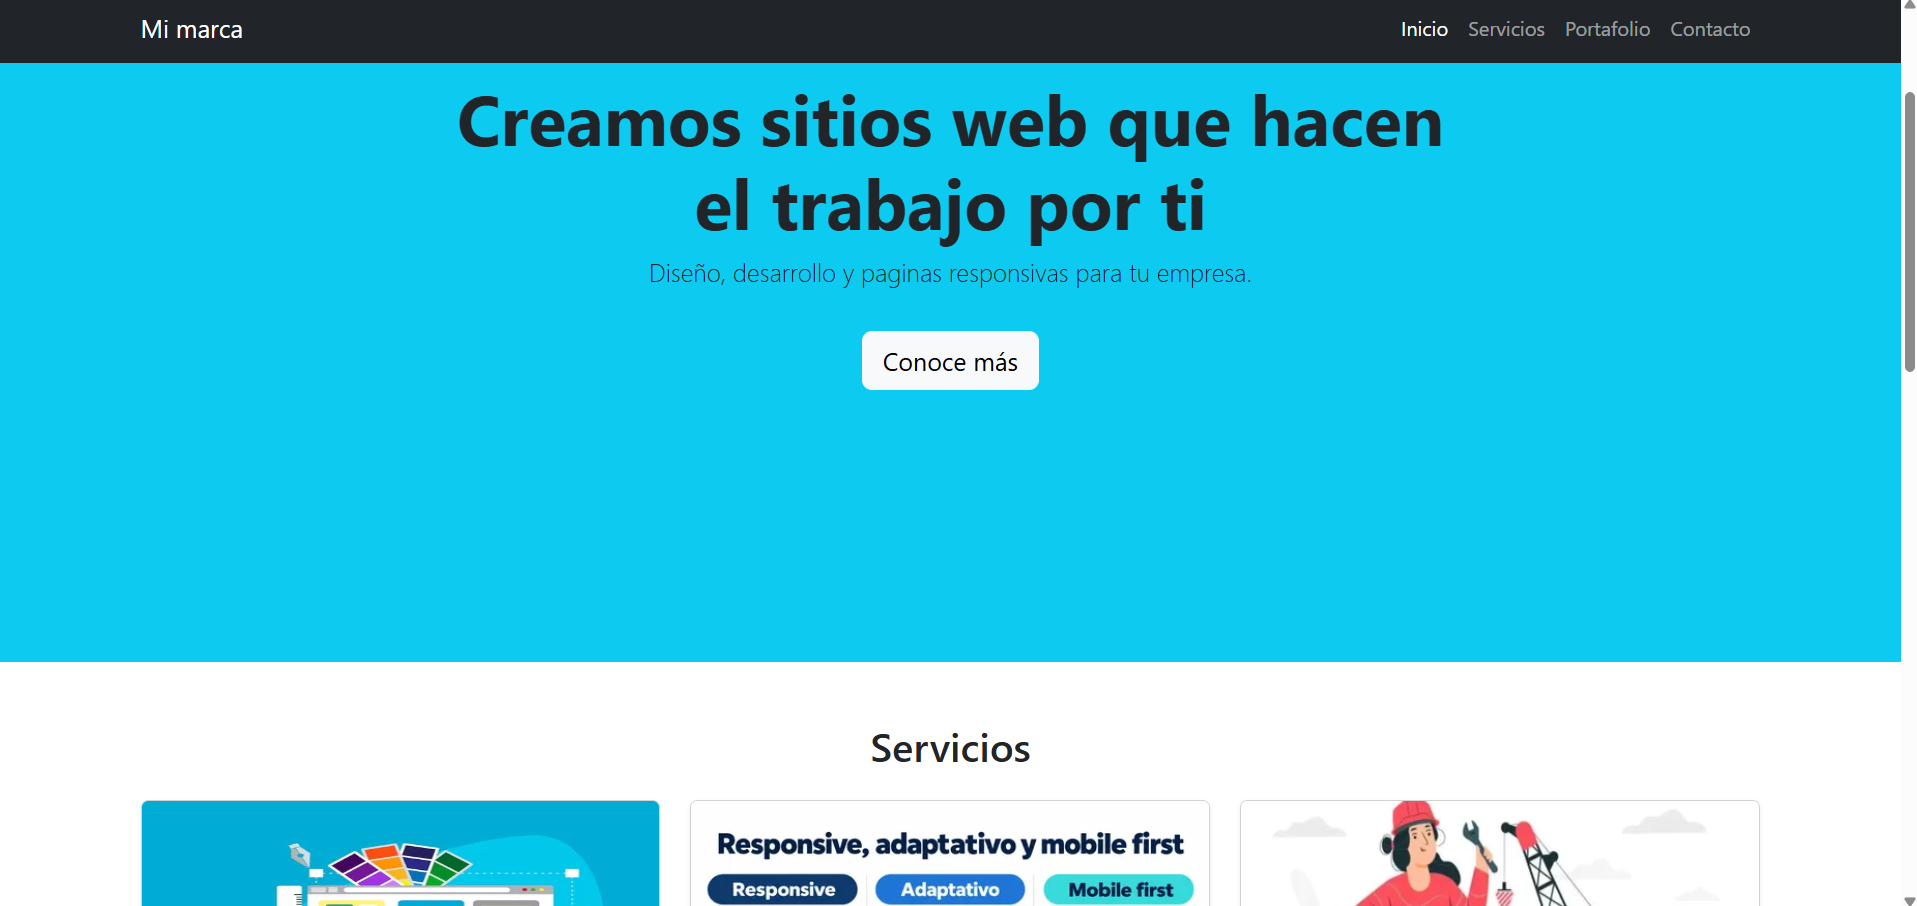 Mi marca
Inicio Servicios Portafolio Contacto
Creamos sitios web que hacen
el trabajo por ti
Diseño, desarrollo y paginas responsivas para tu empresa.
Conoce más
Servicios
Responsive, adaptativo y mobile first
Responsive Adaptativo Mobile first